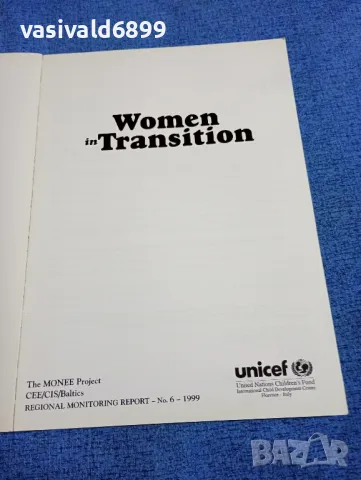 vasivald6899
Women
in Transition
The MONEE Project
CEE/CIS/Baltics
REGIONAL MONITORING REPORT – No. 6 – 1999
unicef
United Nations Children's Fund
International Child Development Centre
Florence - Italy
BAZAR